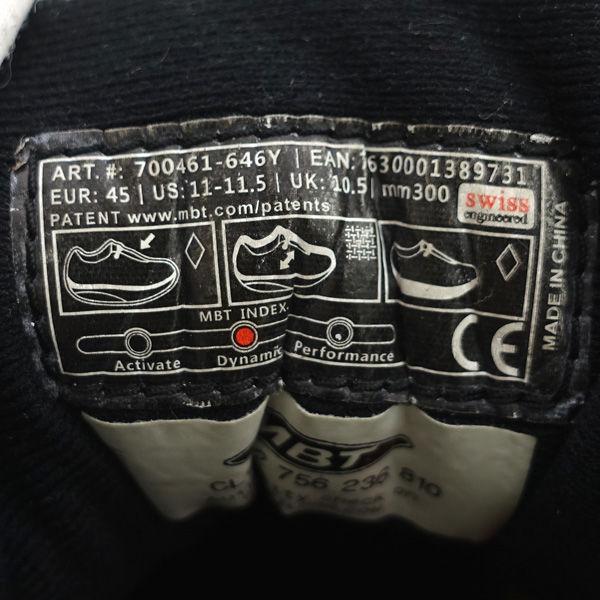 ART. #: 700461-646Y | EAN: 7630001389731
EUR: 45 | US: 11-11.5 | UK: 10.5 | mm300
PATENT www.mbt.com/patents
swiss
engineered
MADE IN CHINA
MBT INDEX
Activate Dynamic Performance
CE
MBT
756 236 810